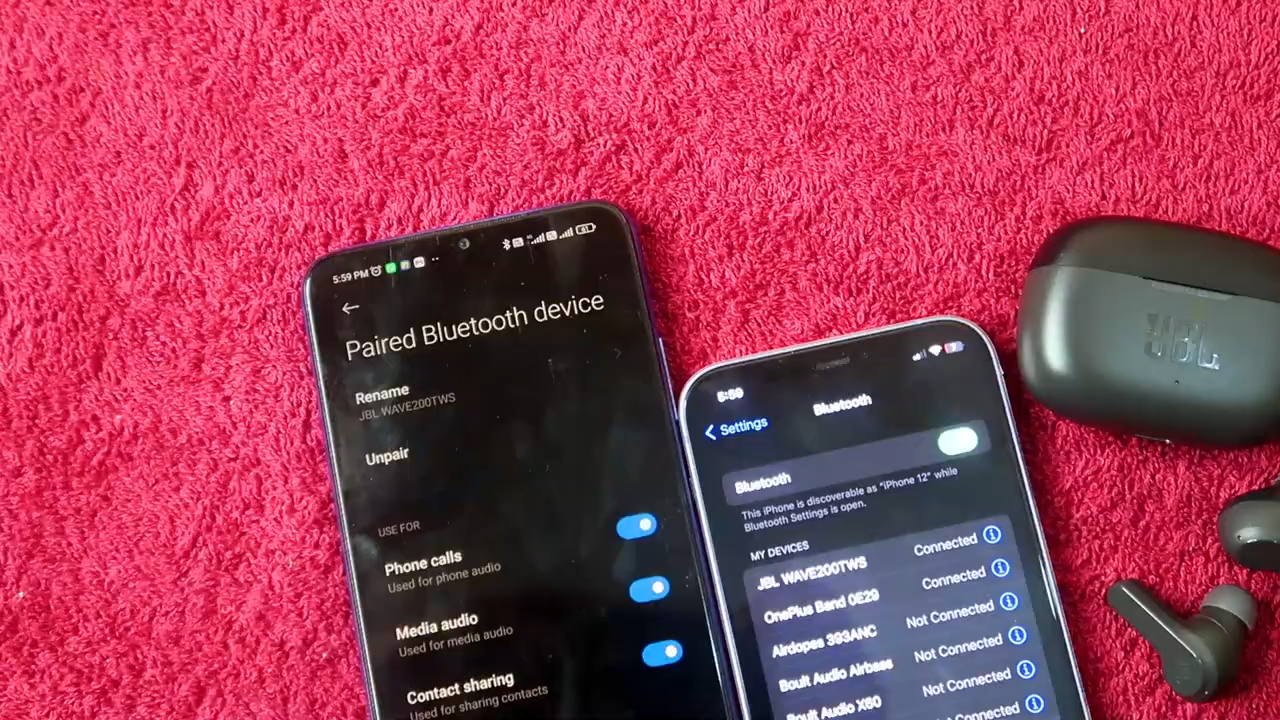 5:59 PM
61
Paired Bluetooth device
Rename
JBL WAVE200TWS
Unpair
USE FOR
Phone calls
Used for phone audio
Media audio
Used for media audio
Contact sharing
Used for sharing contacts
5:59
Settings
Bluetooth
Bluetooth
This iPhone is discoverable as "iPhone 12" while
Bluetooth Settings is open.
MY DEVICES
JBL WAVE200TWS Connected
OnePlus Band 0E29 Connected
Airdopes 393ANC Not Connected
Boult Audio Airbass Not Connected
Boult Audio X60 Not Connected
Connected
JBL